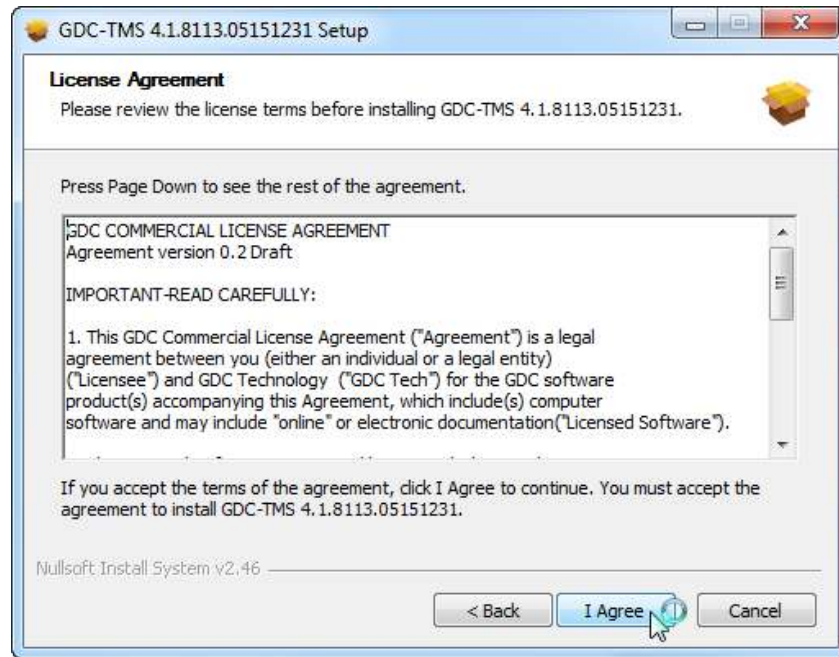 GDC-TMS 4.1.8113.05151231 Setup
License Agreement
Please review the license terms before installing GDC-TMS 4.1.8113.05151231.
Press Page Down to see the rest of the agreement.
GDC COMMERCIAL LICENSE AGREEMENT
Agreement version 0.2 Draft
IMPORTANT-READ CAREFULLY:
1. This GDC Commercial License Agreement ("Agreement") is a legal
agreement between you (either an individual or a legal entity)
("Licensee") and GDC Technology ("GDC Tech") for the GDC software
product(s) accompanying this Agreement, which include(s) computer
software and may include "online" or electronic documentation("Licensed Software").
If you accept the terms of the agreement, click I Agree to continue. You must accept the
agreement to install GDC-TMS 4.1.8113.05151231.
Nullsoft Install System v2.46
< Back I Agree Cancel